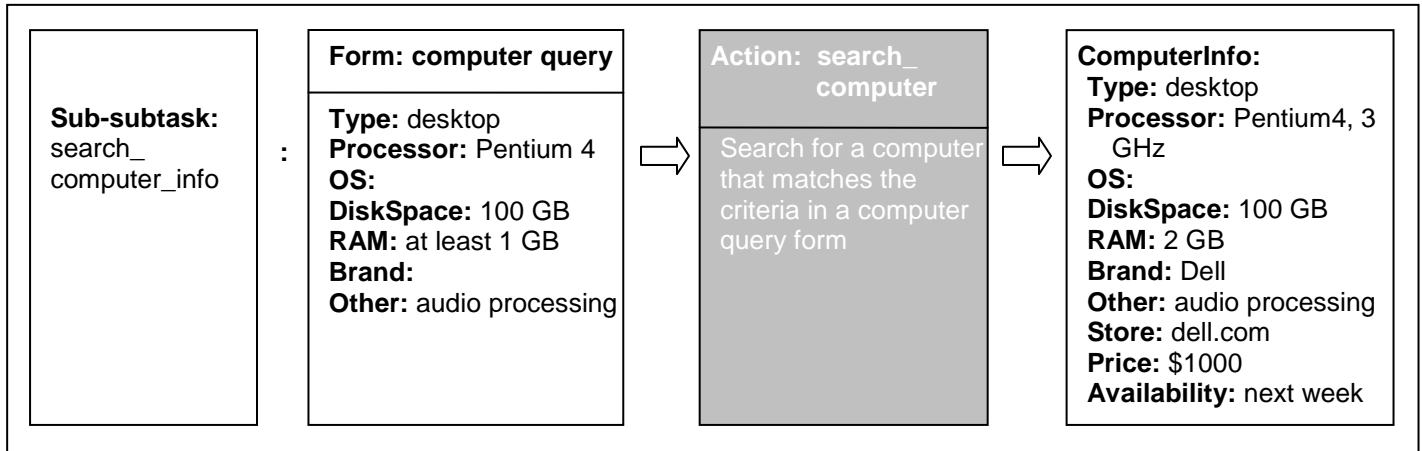 Sub-subtask:
search_
computer_info
:
Form: computer query
Type: desktop
Processor: Pentium 4
OS:
DiskSpace: 100 GB
RAM: at least 1 GB
Brand:
Other: audio processing
Action: search_
computer
Search for a computer
that matches the
criteria in a computer
query form
ComputerInfo:
Type: desktop
Processor: Pentium4, 3
GHz
OS:
DiskSpace: 100 GB
RAM: 2 GB
Brand: Dell
Other: audio processing
Store: dell.com
Price: $1000
Availability: next week